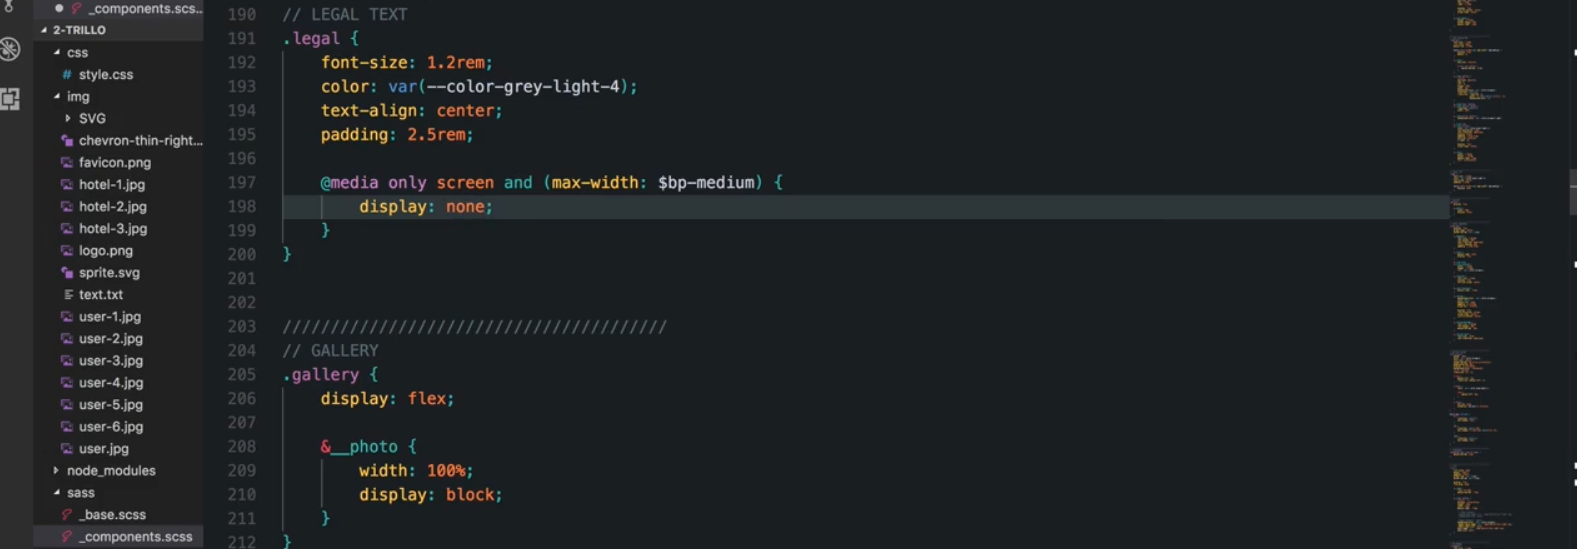 _components.scs...
2-TRILLO
css
# style.css
img
SVG
chevron-thin-right...
favicon.png
hotel-1.jpg
hotel-2.jpg
hotel-3.jpg
logo.png
sprite.svg
text.txt
user-1.jpg
user-2.jpg
user-3.jpg
user-4.jpg
user-5.jpg
user-6.jpg
user.jpg
node_modules
sass
_base.scss
_components.scss
190 // LEGAL TEXT
191 .legal {
192 font-size: 1.2rem;
193 color: var(--color-grey-light-4);
194 text-align: center;
195 padding: 2.5rem;
196
197 @media only screen and (max-width: $bp-medium) {
198 display: none;
199 }
200 }
201
202
203 ////////////////////////////////////////
204 // GALLERY
205 .gallery {
206 display: flex;
207
208 &__photo {
209 width: 100%;
210 display: block;
211 }
212 }